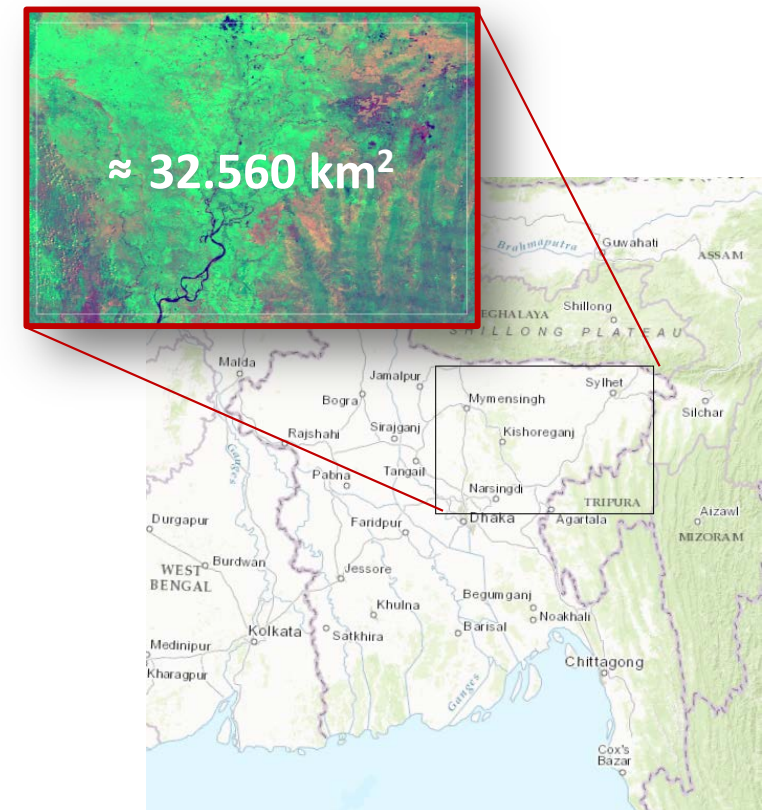 ≈ 32.560 km²
Brahmaputra
Guwahati
ASSAM
Shillong
EGHALAYA
SHILLONG PLATEAU
Malda
Jamalpur
Sylhet
Bogra
Mymensingh
Silchar
Rajshahi
Sirajganj
Kishoreganj
Ganges
Tangail
Pabna
Narsingdi
TRIPURA
Durgapur
Faridpur
Dhaka
Agartala
Aizawl
MIZORAM
Burdwan
WEST
BENGAL
Jessore
Begumganj
Khulna
Noakhali
Kolkata
Satkhira
Barisal
Medinipur
Chittagong
Kharagpur
Ganges
Cox's
Bazar